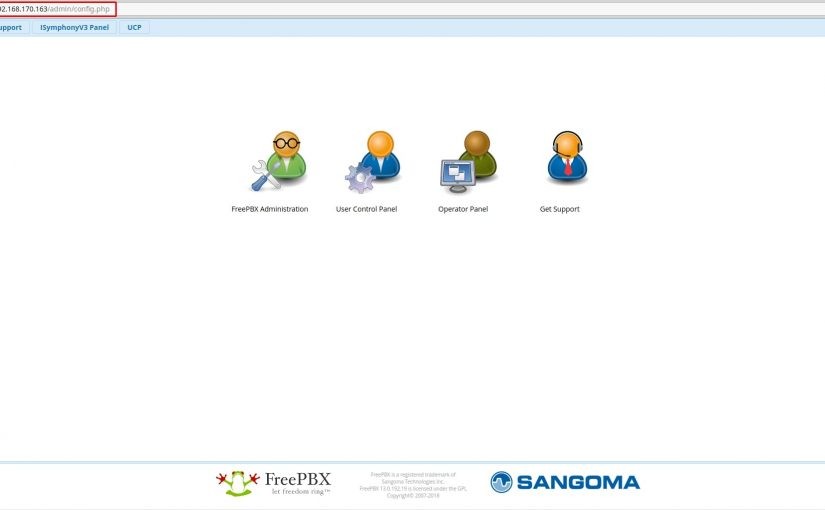 02.168.170.163/admin/config.php
upport ISymphonyV3 Panel UCP
FreePBX Administration User Control Panel Operator Panel Get Support
FreePBX
let freedom ring™
FreePBX is a registered trademark of
Sangoma Technologies Inc.
FreePBX 13.0.192.19 is licensed under the GPL
Copyright© 2007-2018
SANGOMA